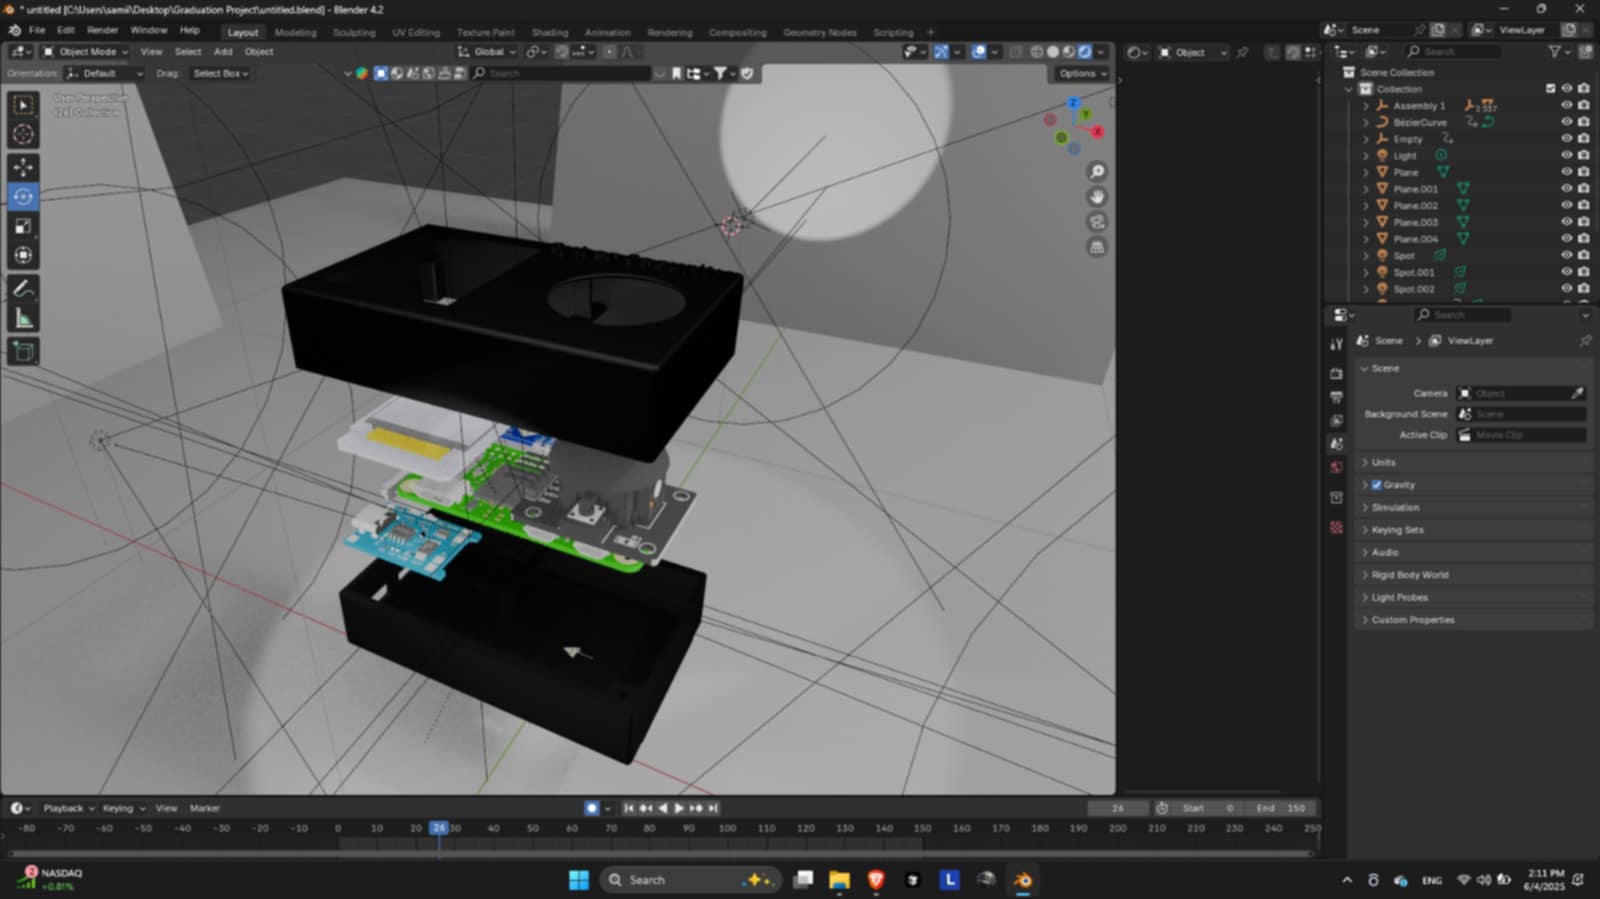 * untitled [C:\Users\samii\Desktop\Graduation Project\untitled.blend] - Blender 4.2
File Edit Render Window Help Layout Modeling Sculpting UV Editing Texture Paint Shading Animation Rendering Compositing Geometry Nodes Scripting + Scene ViewLayer
Object Mode View Select Add Object Global Object Search
Orientation: Default Drag: Select Box Search Options
User Perspective
(26) Collection
Z
Y
X
Scene Collection
Collection
Assembly 1
BézierCurve
Empty
Light
Plane
Plane.001
Plane.002
Plane.003
Plane.004
Spot
Spot.001
Spot.002
Search
Scene > ViewLayer
Scene
Camera Object
Background Scene Scene
Active Clip Movie Clip
Units
Gravity
Simulation
Keying Sets
Audio
Rigid Body World
Light Probes
Custom Properties
Playback Keying View Marker 26 Start 0 End 150
-80 -70 -60 -50 -40 -30 -20 -10 0 10 20 26 30 40 50 60 70 80 90 100 110 120 130 140 150 160 170 180 190 200 210 220 230 240 250
2 NASDAQ
+0.81%
Search
L
ENG
2:11 PM
6/4/2025